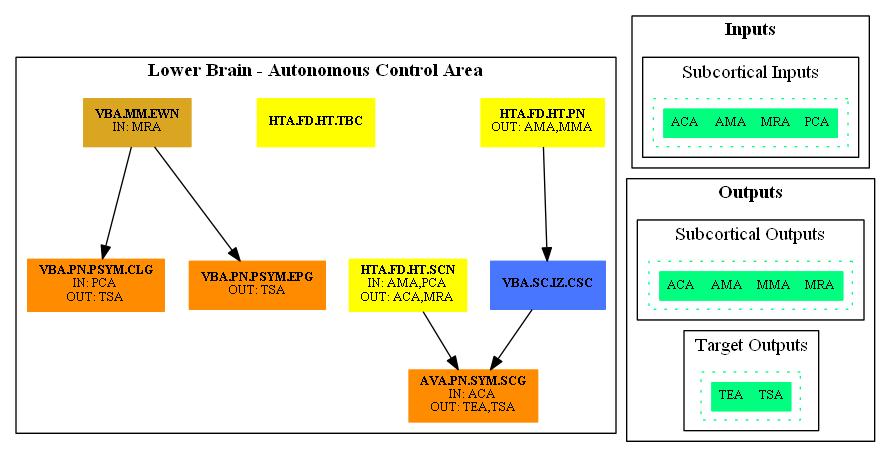 Lower Brain - Autonomous Control Area
VBA.MM.EWN
IN: MRA
HTA.FD.HT.TBC
HTA.FD.HT.PN
OUT: AMA,MMA
VBA.PN.PSYM.CLG
IN: PCA
OUT: TSA
VBA.PN.PSYM.EPG
OUT: TSA
HTA.FD.HT.SCN
IN: AMA,PCA
OUT: ACA,MRA
VBA.SC.IZ.CSC
AVA.PN.SYM.SCG
IN: ACA
OUT: TEA,TSA
Inputs
Subcortical Inputs
ACA AMA MRA PCA
Outputs
Subcortical Outputs
ACA AMA MMA MRA
Target Outputs
TEA TSA